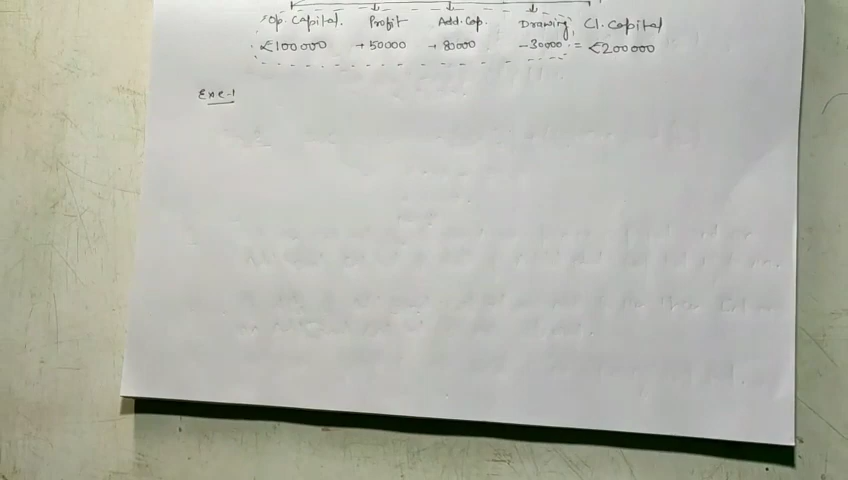 Op. Capital. Profit Add. Cap. Drawing Cl. Capital
₹100000 + 50000 + 80000 - 30000 = ₹200000
Exe-1